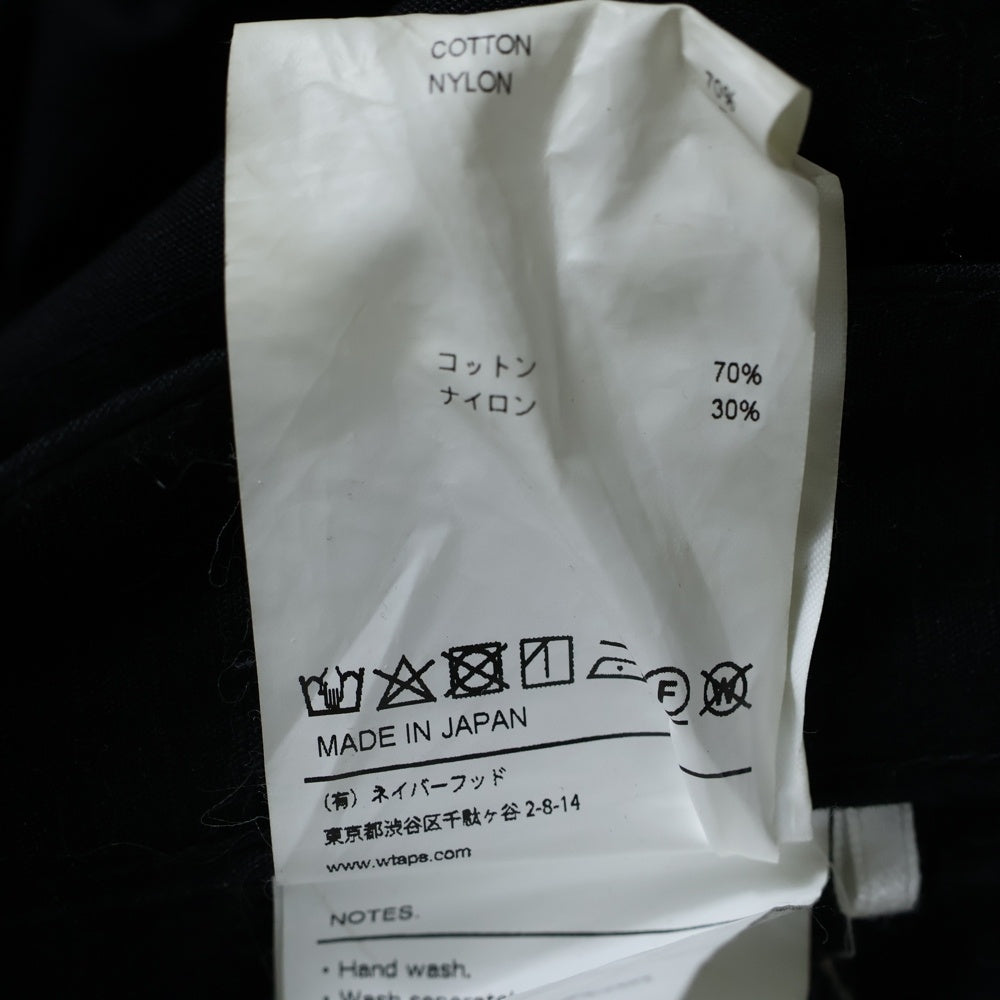 COTTON 70%
NYLON
コットン 70%
ナイロン 30%
F W
MADE IN JAPAN
(有) ネイバーフッド
東京都渋谷区千駄ヶ谷 2-8-14
www.wtaps.com
NOTES.
・Hand wash.
・Wash